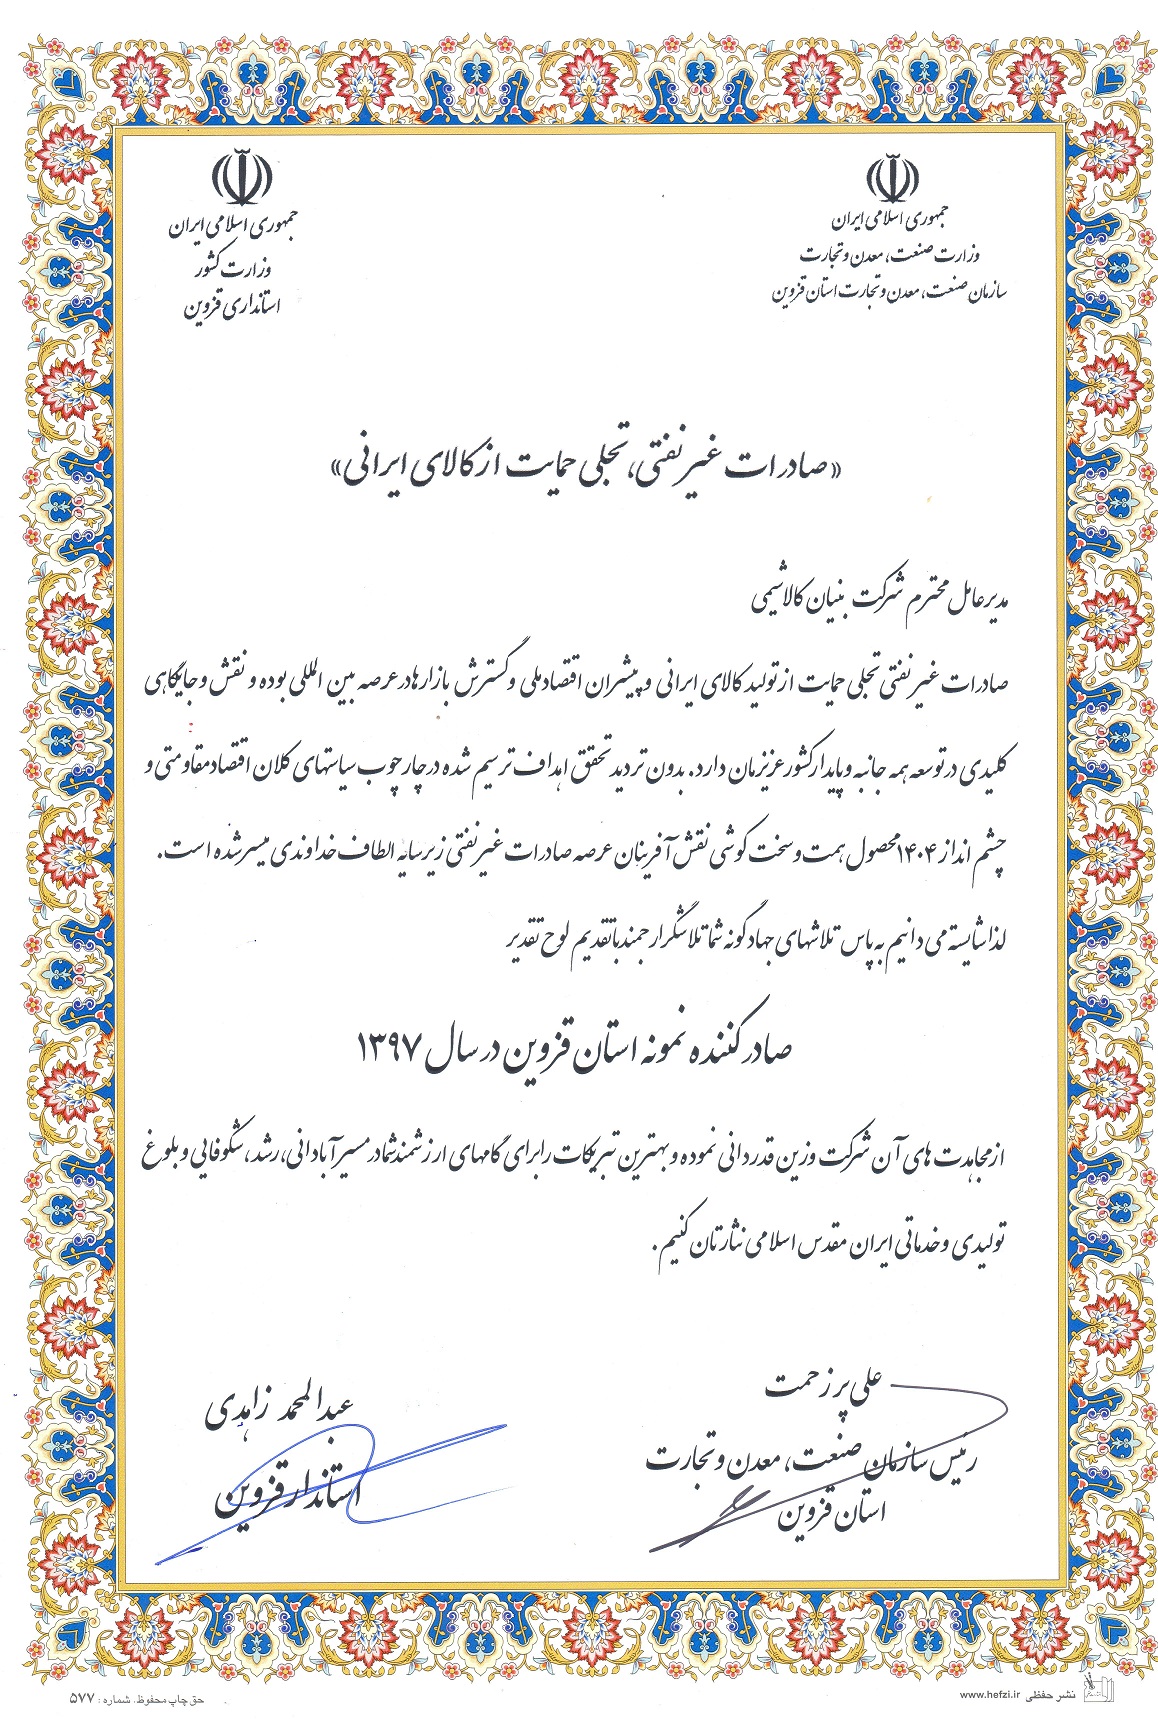 جمهوری اسلامی ایران
وزارت صنعت، معدن و تجارت
سازمان صنعت، معدن و تجارت استان قزوین
جمهوری اسلامی ایران
وزارت کشور
استانداری قزوین
«صادرات غیر نفتی، تجلی حمایت از کالای ایرانی»
مدیرعامل محترم شرکت بنیان کالا شیمی
صادرات غیر نفتی تجلی حمایت از تولید کالای ایرانی و پیشران اقتصاد ملی و گسترش بازارها در عرصه بین المللی بوده و نقش و جایگاهی
کلیدی در توسعه همه جانبه و پایدار کشور عزیزمان دارد. بدون تردید تحقق اهداف ترسیم شده در چارچوب سیاستهای کلان اقتصاد مقاومتی و
چشم انداز ۱۴۰۴ محصول همت و سخت کوشی نقش آفرینان عرصه صادرات غیر نفتی زیر سایه الطاف خداوندی میسر شده است.
لذا شایسته می دانیم به پاس تلاشهای جهادگونه شما تلاشگر ارجمند با تقدیم لوح تقدیر
صادرکننده نمونه استان قزوین در سال ۱۳۹۷
از مجاهدت های آن شرکت وزین قدردانی نموده و بهترین تبریکات را برای گامهای ارزشمند شما در مسیر آبادانی، رشد، شکوفایی و بلوغ
تولیدی و خدماتی ایران مقدس اسلامی نثارتان کنیم.
علی پرزحمت
رئیس سازمان صنعت، معدن و تجارت
استان قزوین
عبدالمحمد زاهدی
استاندار قزوین
نشر حفظی www.hefzi.ir
حق چاپ محفوظ، شماره: ۵۷۷